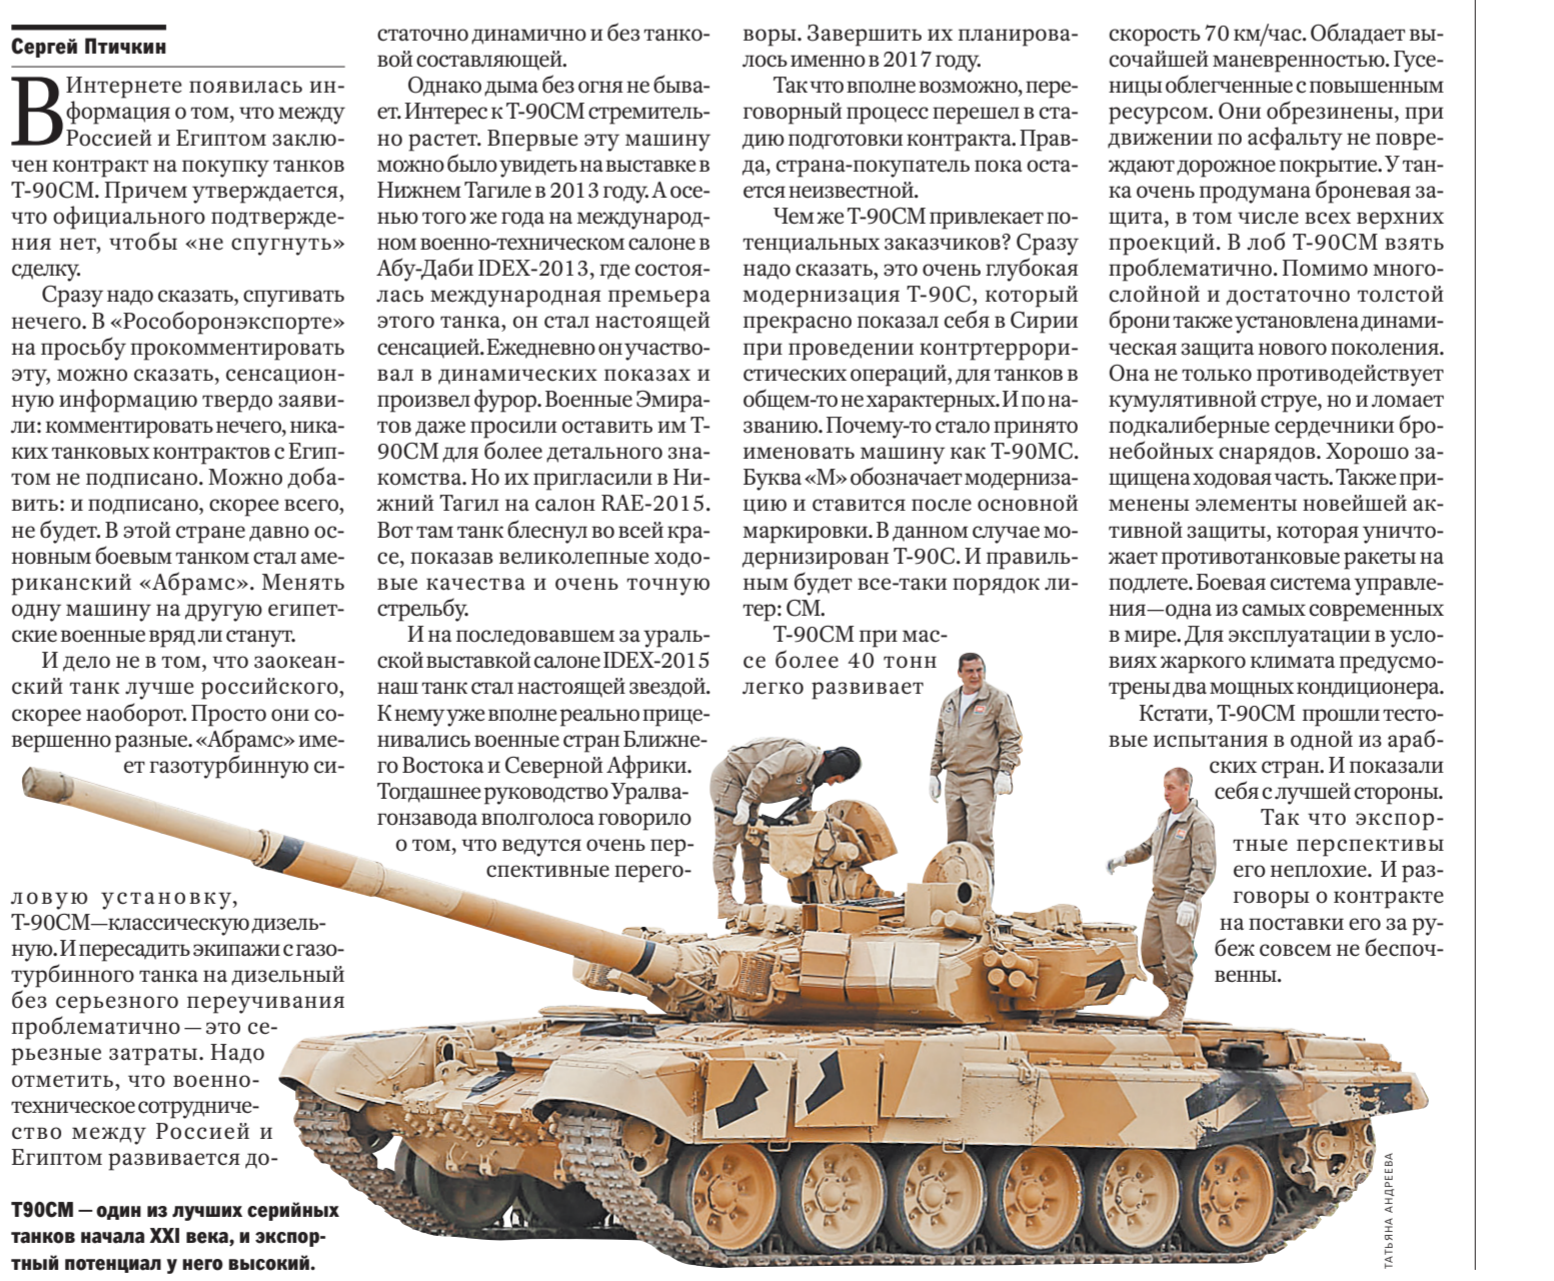 Сергей Птичкин
В Интернете появилась ин-
формация о том, что между
Россией и Египтом заклю-
чен контракт на покупку танков
Т-90СМ. Причем утверждается,
что официального подтвержде-
ния нет, чтобы «не спугнуть»
сделку.
Сразу надо сказать, спугивать
нечего. В «Рособоронэкспорте»
на просьбу прокомментировать
эту, можно сказать, сенсацион-
ную информацию твердо заяви-
ли: комментировать нечего, ника-
ких танковых контрактов с Егип-
том не подписано. Можно доба-
вить: и подписано, скорее всего,
не будет. В этой стране давно ос-
новным боевым танком стал аме-
риканский «Абрамс». Менять
одну машину на другую египет-
ские военные вряд ли станут.
И дело не в том, что заокеан-
ский танк лучше российского,
скорее наоборот. Просто они со-
вершенно разные. «Абрамс» име-
ет газотурбинную си-
ловую установку,
Т-90СМ—классическую дизель-
ную. И пересадить экипажи с газо-
турбинного танка на дизельный
без серьезного переучивания
проблематично — это се-
рьезные затраты. Надо
отметить, что военно-
техническое сотрудниче-
ство между Россией и
Египтом развивается до-
статочно динамично и без танко-
вой составляющей.
Однако дыма без огня не быва-
ет. Интерес к Т-90СМ стремитель-
но растет. Впервые эту машину
можно было увидеть на выставке в
Нижнем Тагиле в 2013 году. А осе-
нью того же года на международ-
ном военно-техническом салоне в
Абу-Даби IDEX-2013, где состоя-
лась международная премьера
этого танка, он стал настоящей
сенсацией. Ежедневно он участво-
вал в динамических показах и
произвел фурор. Военные Эмира-
тов даже просили оставить им Т-
90СМ для более детального зна-
комства. Но их пригласили в Ни-
жний Тагил на салон RAE-2015.
Вот там танк блеснул во всей кра-
се, показав великолепные ходо-
вые качества и очень точную
стрельбу.
И на последовавшем за ураль-
ской выставкой салоне IDEX-2015
наш танк стал настоящей звездой.
К нему уже вполне реально прице-
нивались военные стран Ближне-
го Востока и Северной Африки.
Тогдашнее руководство Уралва-
гонзавода вполголоса говорило
о том, что ведутся очень пер-
спективные перего-
воры. Завершить их планирова-
лось именно в 2017 году.
Так что вполне возможно, пере-
говорный процесс перешел в ста-
дию подготовки контракта. Прав-
да, страна-покупатель пока оста-
ется неизвестной.
Чем же Т-90СМ привлекает по-
тенциальных заказчиков? Сразу
надо сказать, это очень глубокая
модернизация Т-90С, который
прекрасно показал себя в Сирии
при проведении контртеррори-
стических операций, для танков в
общем-то не характерных. И по на-
званию. Почему-то стало принято
именовать машину как Т-90МС.
Буква «М» обозначает модерниза-
цию и ставится после основной
маркировки. В данном случае мо-
дернизирован Т-90С. И правиль-
ным будет все-таки порядок ли-
тер: СМ.
Т-90СМ при мас-
се более 40 тонн
легко развивает
скорость 70 км/час. Обладает вы-
сочайшей маневренностью. Гусе-
ницы облегченные с повышенным
ресурсом. Они обрезинены, при
движении по асфальту не повре-
ждают дорожное покрытие. У тан-
ка очень продумана броневая за-
щита, в том числе всех верхних
проекций. В лоб Т-90СМ взять
проблематично. Помимо много-
слойной и достаточно толстой
брони также установлена динами-
ческая защита нового поколения.
Она не только противодействует
кумулятивной струе, но и ломает
подкалиберные сердечники бро-
небойных снарядов. Хорошо за-
щищена ходовая часть. Также при-
менены элементы новейшей ак-
тивной защиты, которая уничто-
жает противотанковые ракеты на
подлете. Боевая система управле-
ния—одна из самых современных
в мире. Для эксплуатации в усло-
виях жаркого климата предусмо-
трены два мощных кондиционера.
Кстати, Т-90СМ прошли тесто-
вые испытания в одной из араб-
ских стран. И показали
себя с лучшей стороны.
Так что экспор-
тные перспективы
его неплохие. И раз-
говоры о контракте
на поставки его за ру-
беж совсем не беспоч-
венны.
Т90СМ — один из лучших серийных
танков начала XXI века, и экспор-
тный потенциал у него высокий.
ТАТЬЯНА АНДРЕЕВА